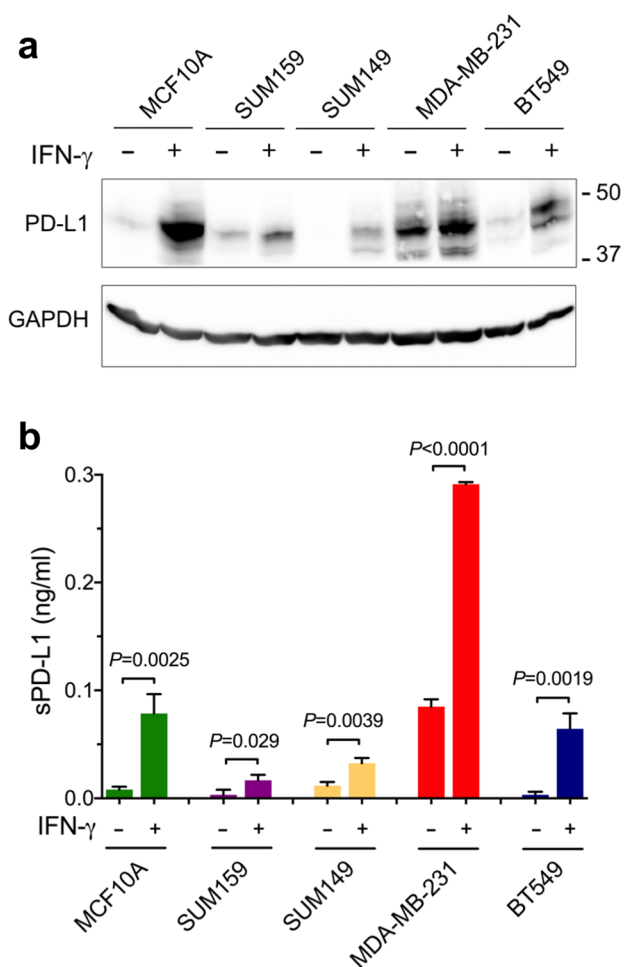 a
MCF10A SUM159 SUM149 MDA-MB-231 BT549
IFN-γ − + − + − + − + − +
PD-L1
- 50
- 37
GAPDH
b
P<0.0001
0.3
sPD-L1 (ng/ml)
0.2
P=0.0025
P=0.029
P=0.0039
P=0.0019
0.1
0.0
IFN-γ − + − + − + − + − +
MCF10A SUM159 SUM149 MDA-MB-231 BT549